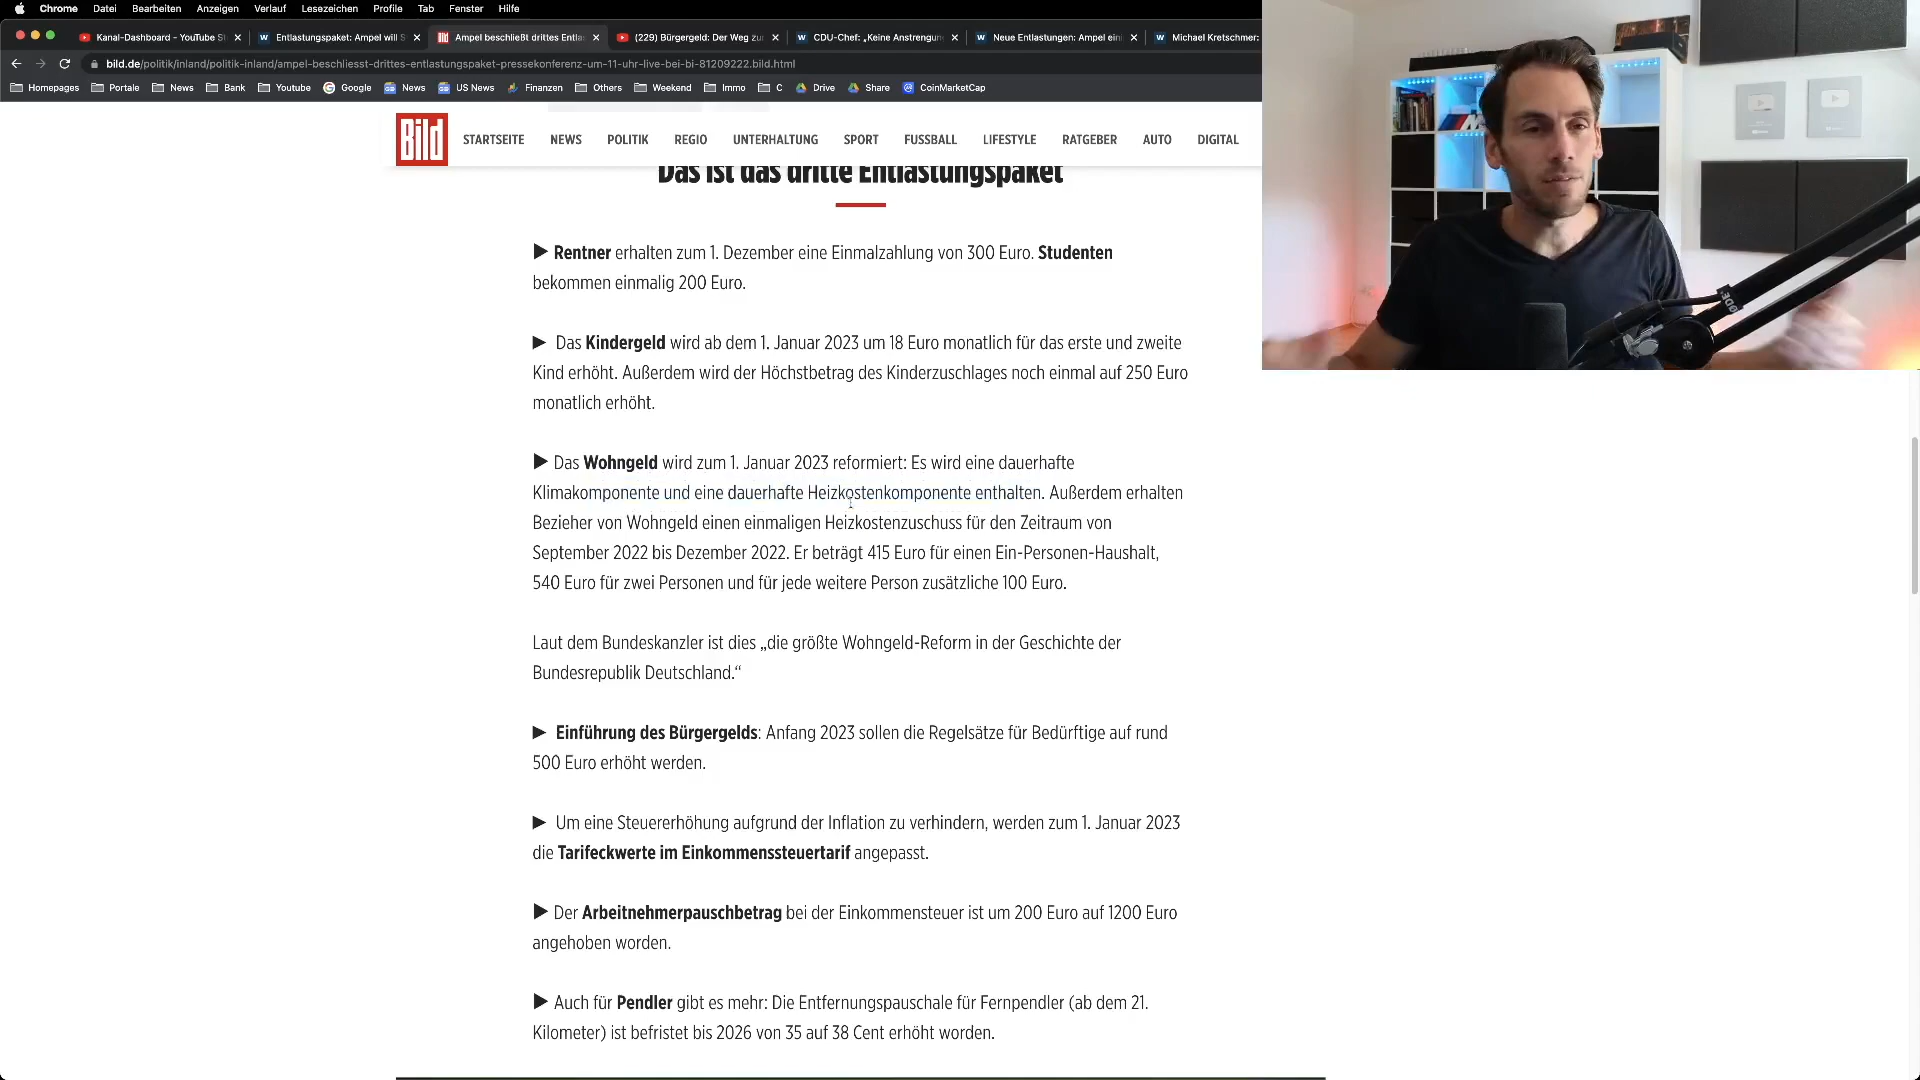 Chrome Datei Bearbeiten Anzeigen Verlauf Lesezeichen Profile Tab Fenster Hilfe
Kanal-Dashboard - YouTube S
Entlastungspaket: Ampel will S
Ampel beschließt drittes Entla
(229) Bürgergeld: Der Weg zu
CDU-Chef: „Keine Anstrengun
Neue Entlastungen: Ampel ein
Michael Kretschmer:
bild.de/politik/inland/politik-inland/ampel-beschliesst-drittes-entlastungspaket-pressekonferenz-um-11-uhr-live-bei-bi-81209222.bild.html
Homepages Portale News Bank Youtube Google News US News Finanzen Others Weekend Immo C Drive Share CoinMarketCap
Bild STARTSEITE NEWS POLITIK REGIO UNTERHALTUNG SPORT FUSSBALL LIFESTYLE RATGEBER AUTO DIGITAL
Das ist das dritte Entlastungspaket
▶ Rentner erhalten zum 1. Dezember eine Einmalzahlung von 300 Euro. Studenten
bekommen einmalig 200 Euro.
▶ Das Kindergeld wird ab dem 1. Januar 2023 um 18 Euro monatlich für das erste und zweite
Kind erhöht. Außerdem wird der Höchstbetrag des Kinderzuschlages noch einmal auf 250 Euro
monatlich erhöht.
▶ Das Wohngeld wird zum 1. Januar 2023 reformiert: Es wird eine dauerhafte
Klimakomponente und eine dauerhafte Heizkostenkomponente enthalten. Außerdem erhalten
Bezieher von Wohngeld einen einmaligen Heizkostenzuschuss für den Zeitraum von
September 2022 bis Dezember 2022. Er beträgt 415 Euro für einen Ein-Personen-Haushalt,
540 Euro für zwei Personen und für jede weitere Person zusätzliche 100 Euro.
Laut dem Bundeskanzler ist dies „die größte Wohngeld-Reform in der Geschichte der
Bundesrepublik Deutschland.“
▶ Einführung des Bürgergelds: Anfang 2023 sollen die Regelsätze für Bedürftige auf rund
500 Euro erhöht werden.
▶ Um eine Steuererhöhung aufgrund der Inflation zu verhindern, werden zum 1. Januar 2023
die Tarifeckwerte im Einkommenssteuertarif angepasst.
▶ Der Arbeitnehmerpauschbetrag bei der Einkommensteuer ist um 200 Euro auf 1200 Euro
angehoben worden.
▶ Auch für Pendler gibt es mehr: Die Entfernungspauschale für Fernpendler (ab dem 21.
Kilometer) ist befristet bis 2026 von 35 auf 38 Cent erhöht worden.